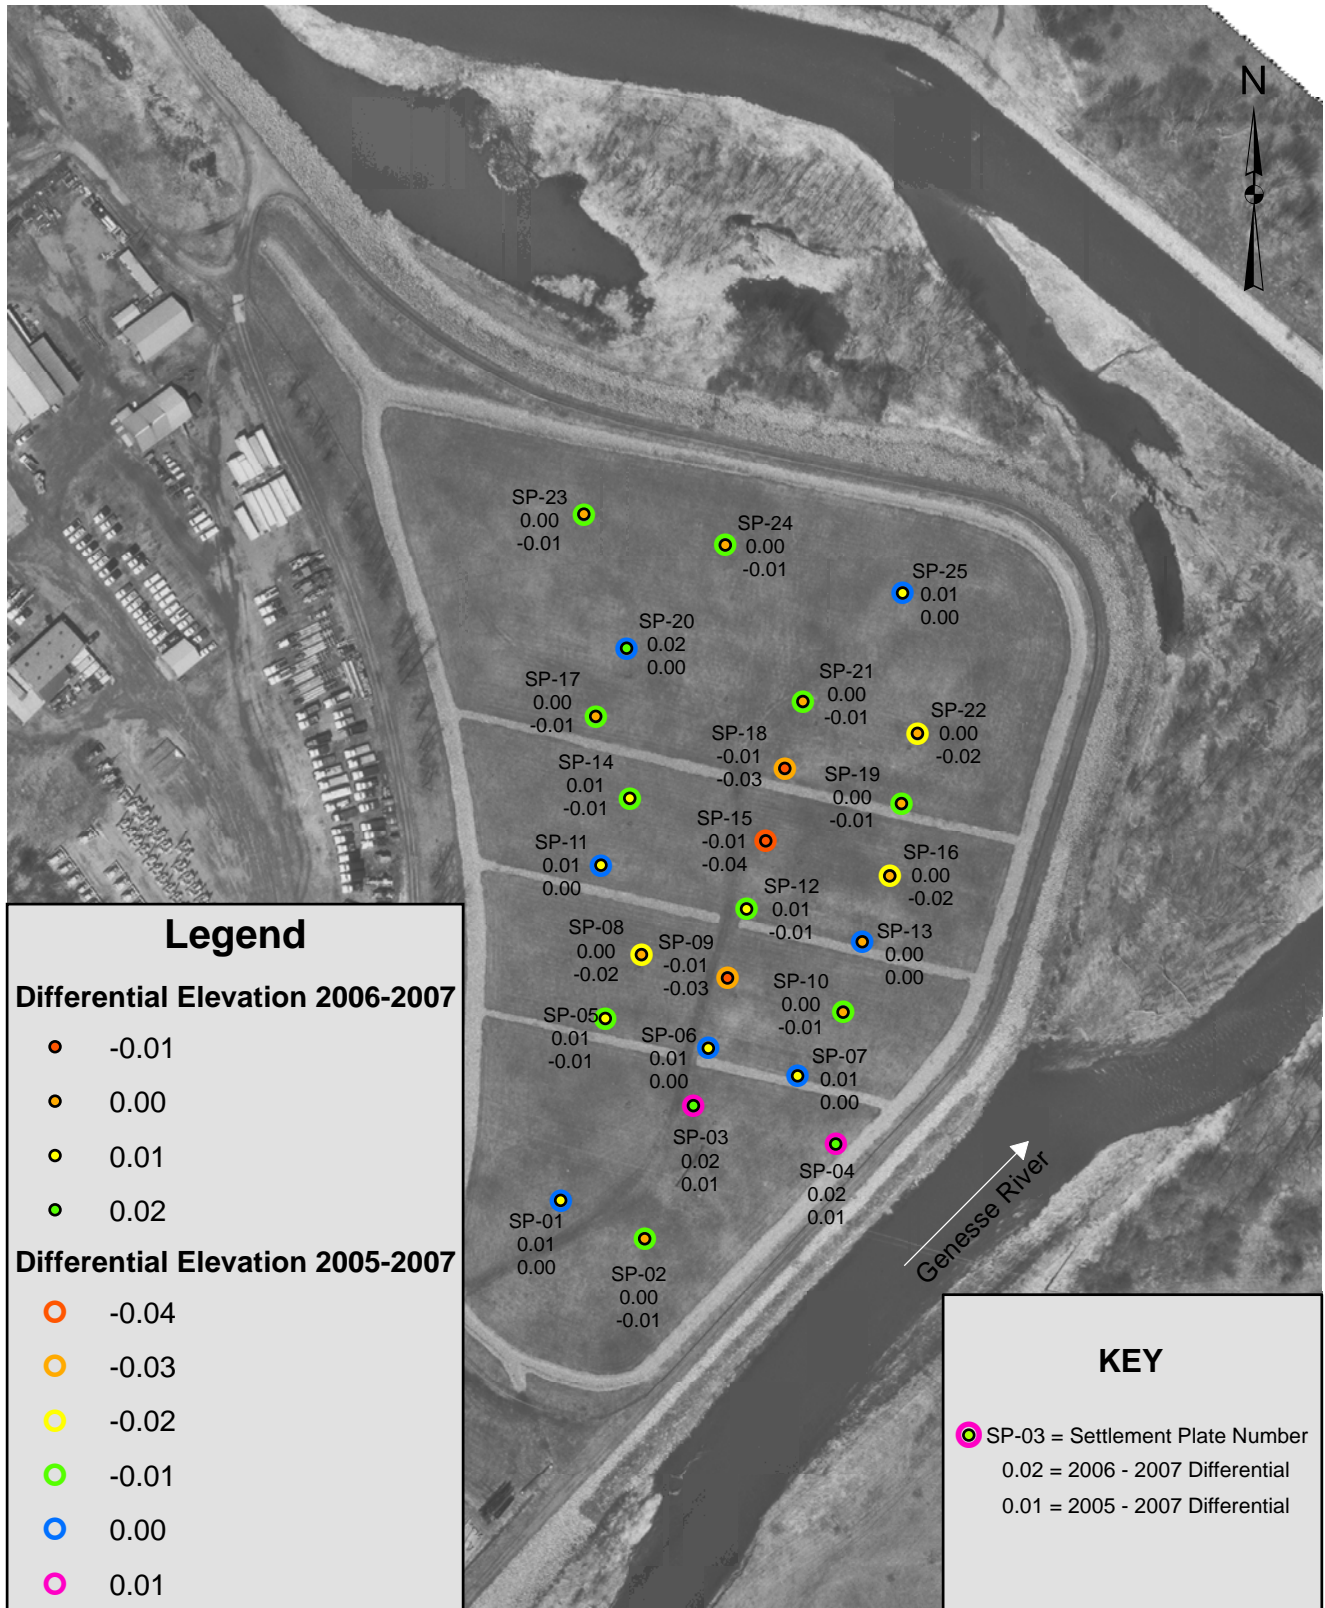 N
SP-23
0.00
-0.01
SP-24
0.00
-0.01
SP-25
0.01
0.00
SP-20
0.02
0.00
SP-17
0.00
-0.01
SP-21
0.00
-0.01
SP-22
0.00
-0.02
SP-18
-0.01
-0.03
SP-14
0.01
-0.01
SP-19
0.00
-0.01
SP-15
-0.01
-0.04
SP-11
0.01
0.00
SP-16
0.00
-0.02
SP-12
0.01
-0.01
SP-08
0.00
-0.02
SP-09
-0.01
-0.03
SP-13
0.00
0.00
SP-10
0.00
-0.01
SP-05
0.01
-0.01
SP-06
0.01
0.00
SP-07
0.01
0.00
SP-03
0.02
0.01
SP-04
0.02
0.01
SP-01
0.01
0.00
SP-02
0.00
-0.01
Genesse River
Legend
Differential Elevation 2006-2007
-0.01
0.00
0.01
0.02
Differential Elevation 2005-2007
-0.04
-0.03
-0.02
-0.01
0.00
0.01
KEY
SP-03 = Settlement Plate Number
0.02 = 2006 - 2007 Differential
0.01 = 2005 - 2007 Differential